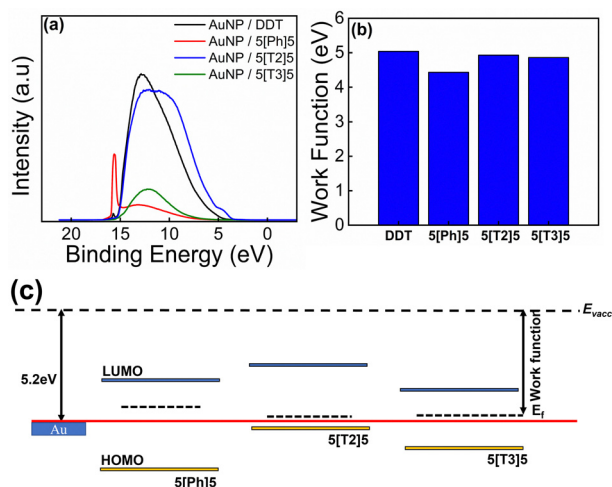 (a)
AuNP / DDT
AuNP / 5[Ph]5
AuNP / 5[T2]5
AuNP / 5[T3]5
Intensity (a.u)
20 15 10 5 0
Binding Energy (eV)
(b)
Work Function (eV)
6
5
4
3
2
1
0
DDT 5[Ph]5 5[T2]5 5[T3]5
(c)
E_vacc
5.2eV
LUMO
Work function
E_f
Au
HOMO
5[Ph]5
5[T2]5
5[T3]5